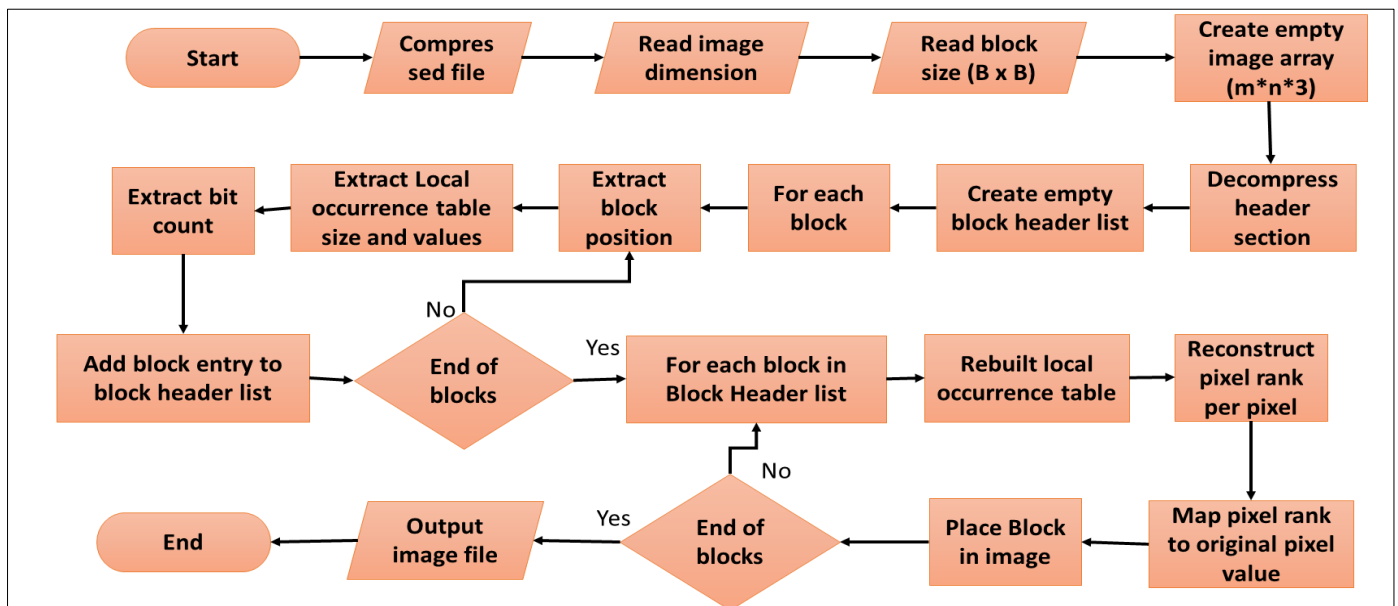 Start
Compres
sed file
Read image
dimension
Read block
size (B x B)
Create empty
image array
(m*n*3)
Decompress
header
section
Create empty
block header list
For each
block
Extract
block
position
Extract Local
occurrence table
size and values
Extract bit
count
Add block entry to
block header list
End of
blocks
No
Yes
For each block in
Block Header list
Rebuilt local
occurrence table
Reconstruct
pixel rank
per pixel
Map pixel rank
to original pixel
value
Place Block
in image
End of
blocks
No
Yes
Output
image file
End